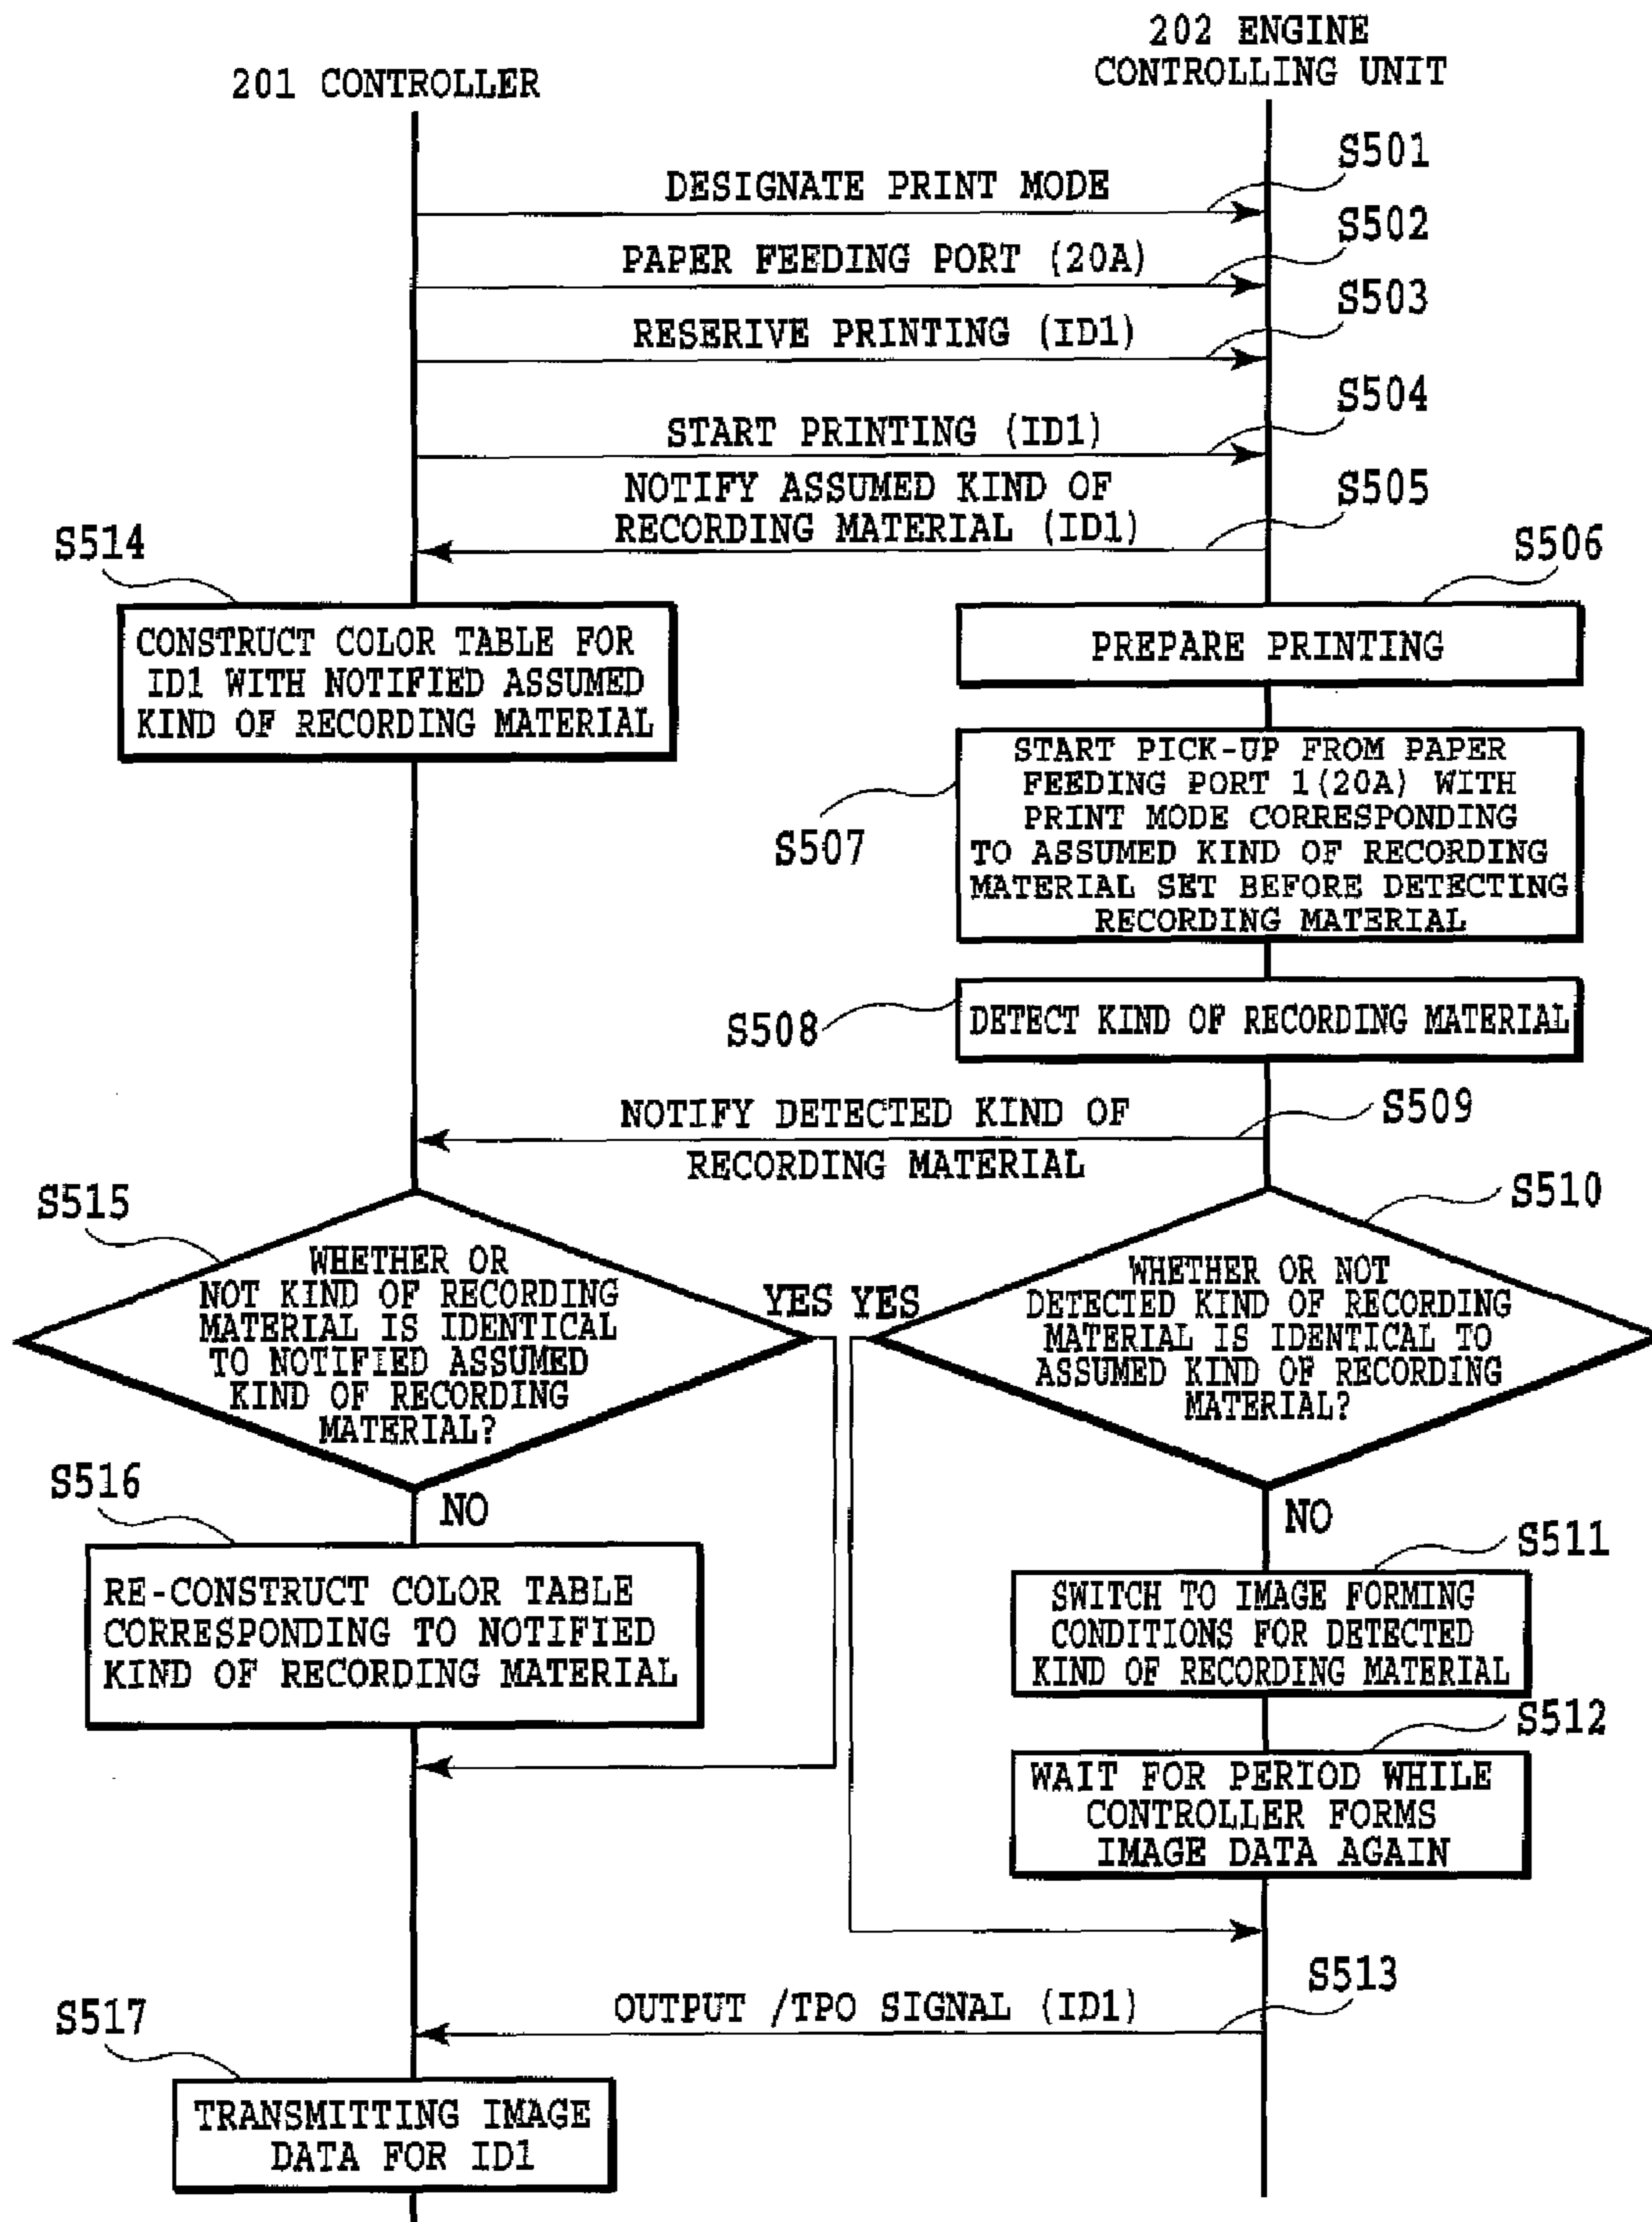 202 ENGINE
CONTROLLING UNIT
201 CONTROLLER
S501
DESIGNATE PRINT MODE
S502
PAPER FEEDING PORT (20A)
S503
RESERIVE PRINTING (ID1)
S504
START PRINTING (ID1)
S505
NOTIFY ASSUMED KIND OF
RECORDING MATERIAL (ID1)
S514
CONSTRUCT COLOR TABLE FOR
ID1 WITH NOTIFIED ASSUMED
KIND OF RECORDING MATERIAL
S506
PREPARE PRINTING
START PICK-UP FROM PAPER
FEEDING PORT 1(20A) WITH
PRINT MODE CORRESPONDING
TO ASSUMED KIND OF RECORDING
MATERIAL SET BEFORE DETECTING
RECORDING MATERIAL
S507
DETECT KIND OF RECORDING MATERIAL
S508
NOTIFY DETECTED KIND OF
RECORDING MATERIAL
S509
S515
WHETHER OR
NOT KIND OF RECORDING
MATERIAL IS IDENTICAL
TO NOTIFIED ASSUMED
KIND OF RECORDING
MATERIAL?
YES
YES
S510
WHETHER OR NOT
DETECTED KIND OF RECORDING
MATERIAL IS IDENTICAL TO
ASSUMED KIND OF RECORDING
MATERIAL?
S516
NO
NO
RE-CONSTRUCT COLOR TABLE
CORRESPONDING TO NOTIFIED
KIND OF RECORDING MATERIAL
S511
SWITCH TO IMAGE FORMING
CONDITIONS FOR DETECTED
KIND OF RECORDING MATERIAL
S512
WAIT FOR PERIOD WHILE
CONTROLLER FORMS
IMAGE DATA AGAIN
S513
OUTPUT /TPO SIGNAL (ID1)
S517
TRANSMITTING IMAGE
DATA FOR ID1